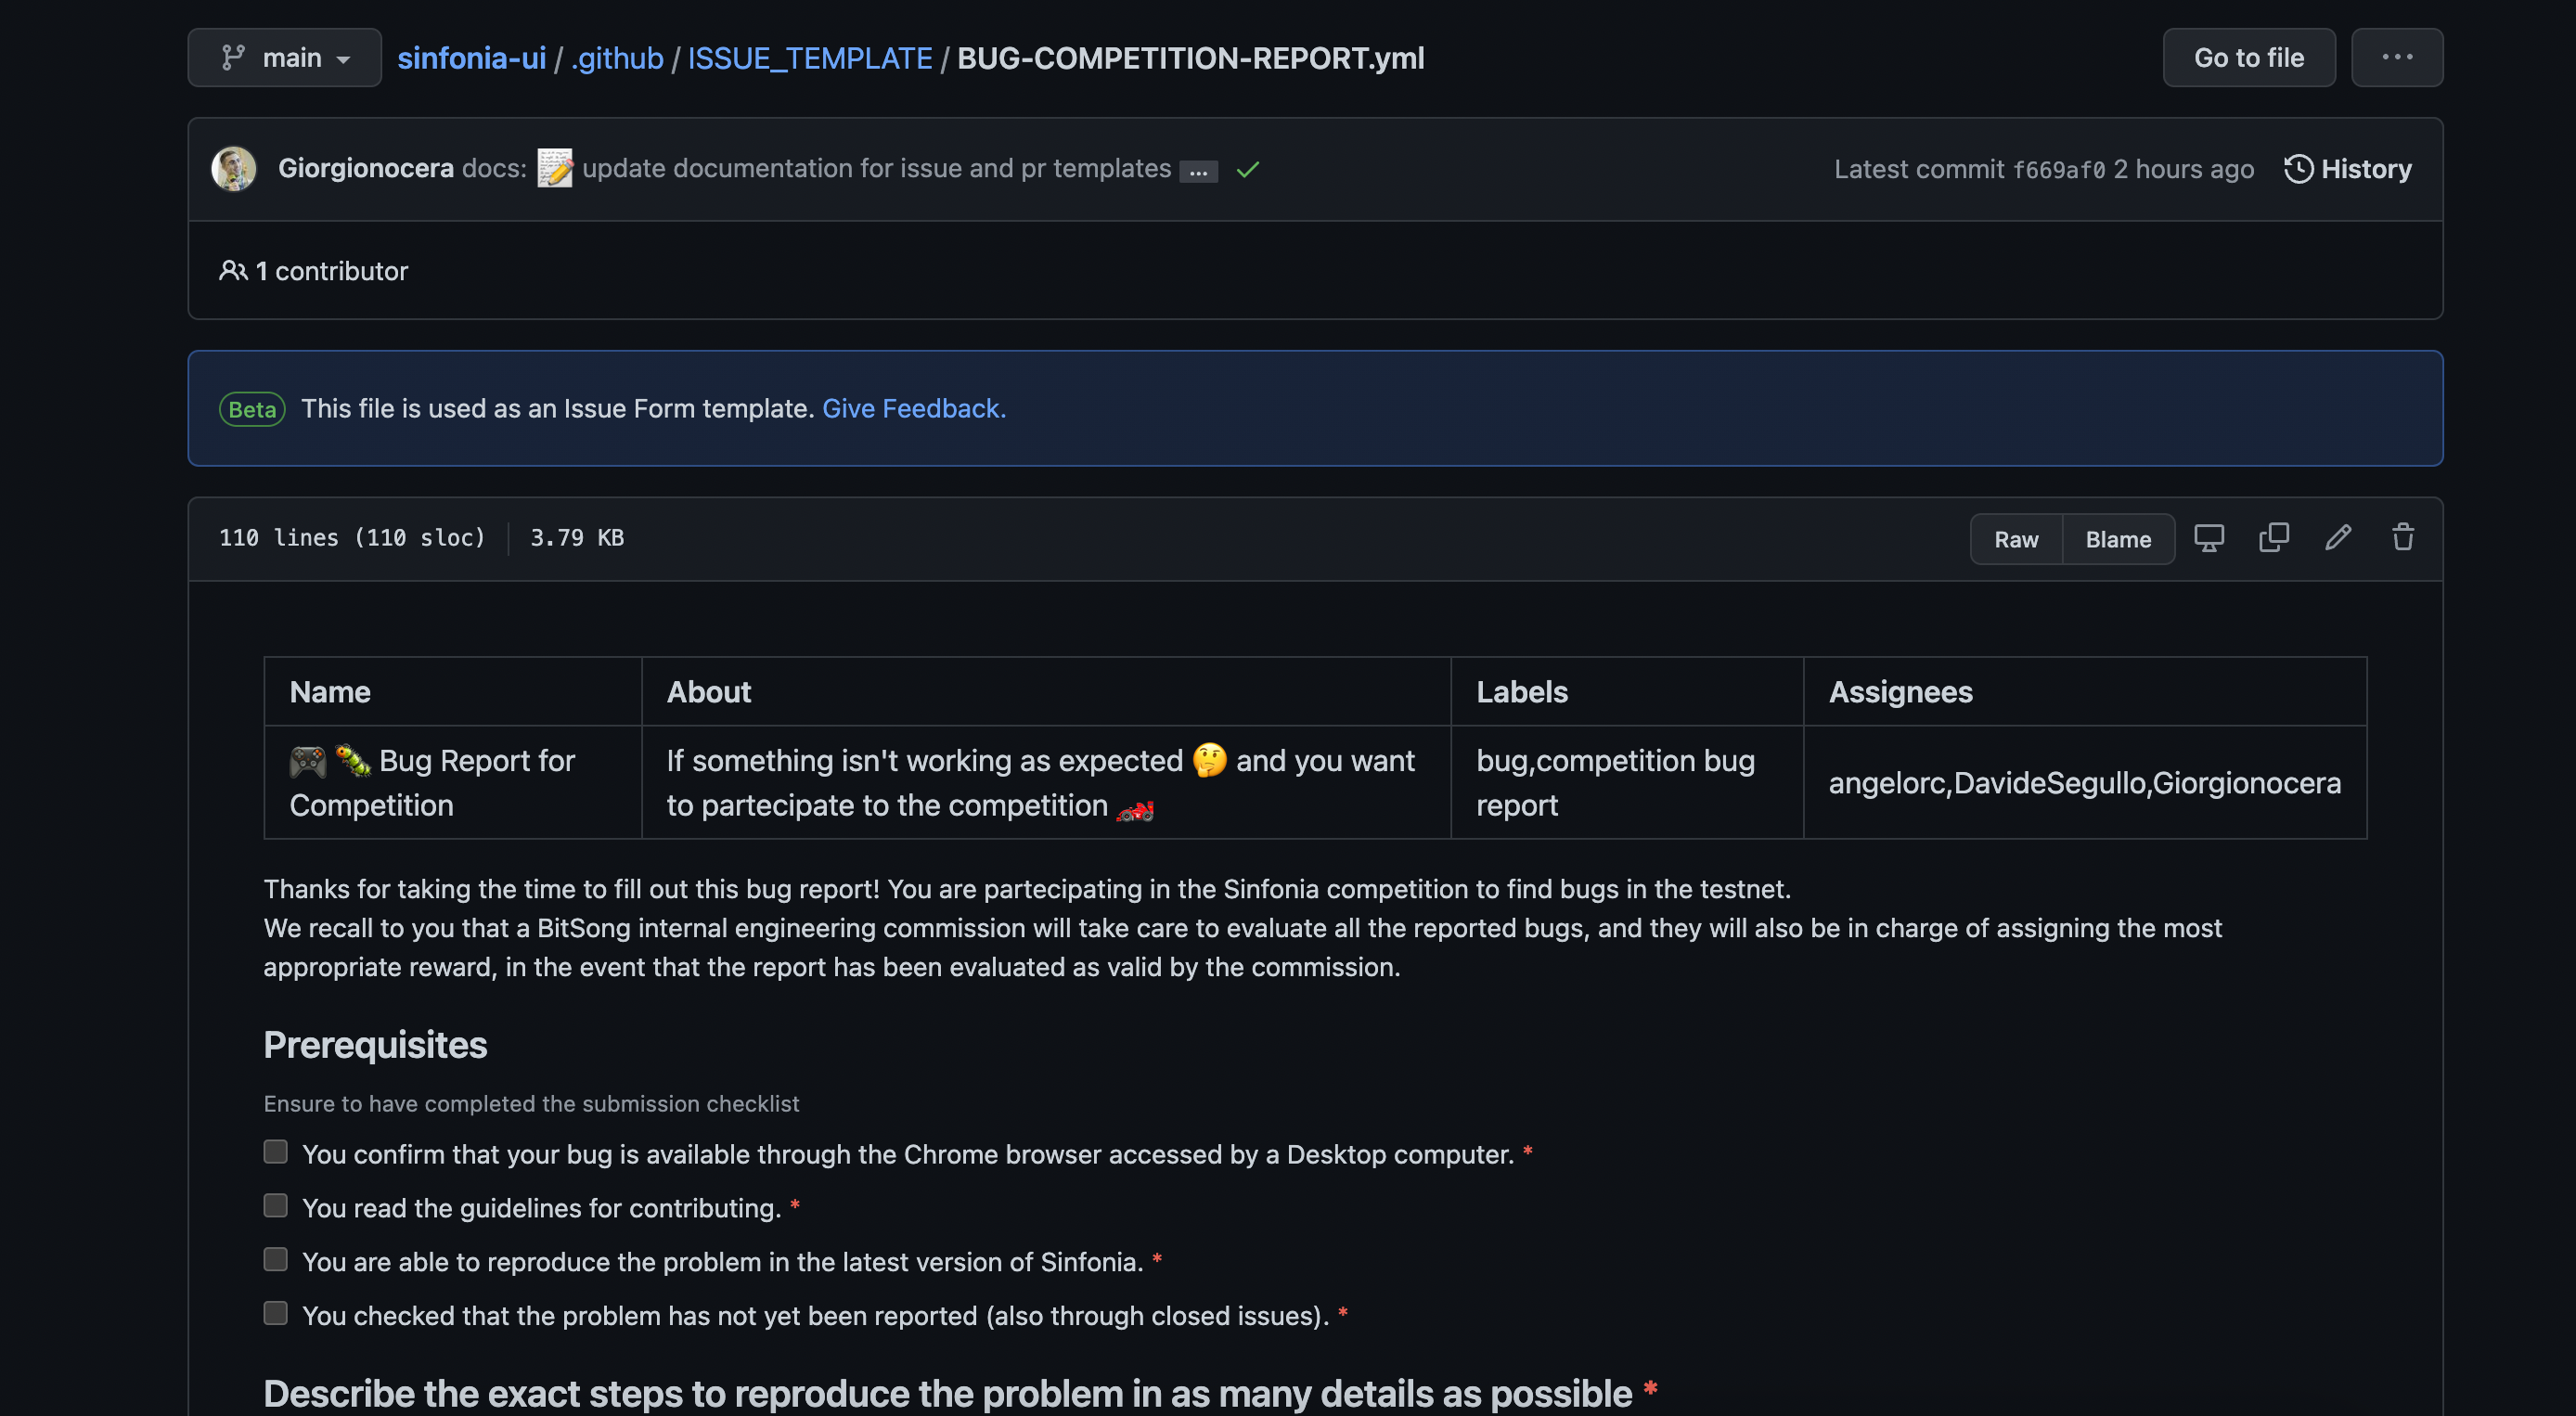 main sinfonia-ui / .github / ISSUE_TEMPLATE / BUG-COMPETITION-REPORT.yml Go to file ...
Giorgionocera docs: 📝 update documentation for issue and pr templates ... Latest commit f669af0 2 hours ago History
1 contributor
Beta This file is used as an Issue Form template. Give Feedback.
110 lines (110 sloc) 3.79 KB Raw Blame
Name About Labels Assignees
🎮 🐛 Bug Report for Competition
If something isn't working as expected 🤔 and you want
to partecipate to the competition 🏎️
bug,competition bug
report
angelorc,DavideSegullo,Giorgionocera
Thanks for taking the time to fill out this bug report! You are partecipating in the Sinfonia competition to find bugs in the testnet.
We recall to you that a BitSong internal engineering commission will take care to evaluate all the reported bugs, and they will also be in charge of assigning the most
appropriate reward, in the event that the report has been evaluated as valid by the commission.
Prerequisites
Ensure to have completed the submission checklist
You confirm that your bug is available through the Chrome browser accessed by a Desktop computer. *
You read the guidelines for contributing. *
You are able to reproduce the problem in the latest version of Sinfonia. *
You checked that the problem has not yet been reported (also through closed issues). *
Describe the exact steps to reproduce the problem in as many details as possible *